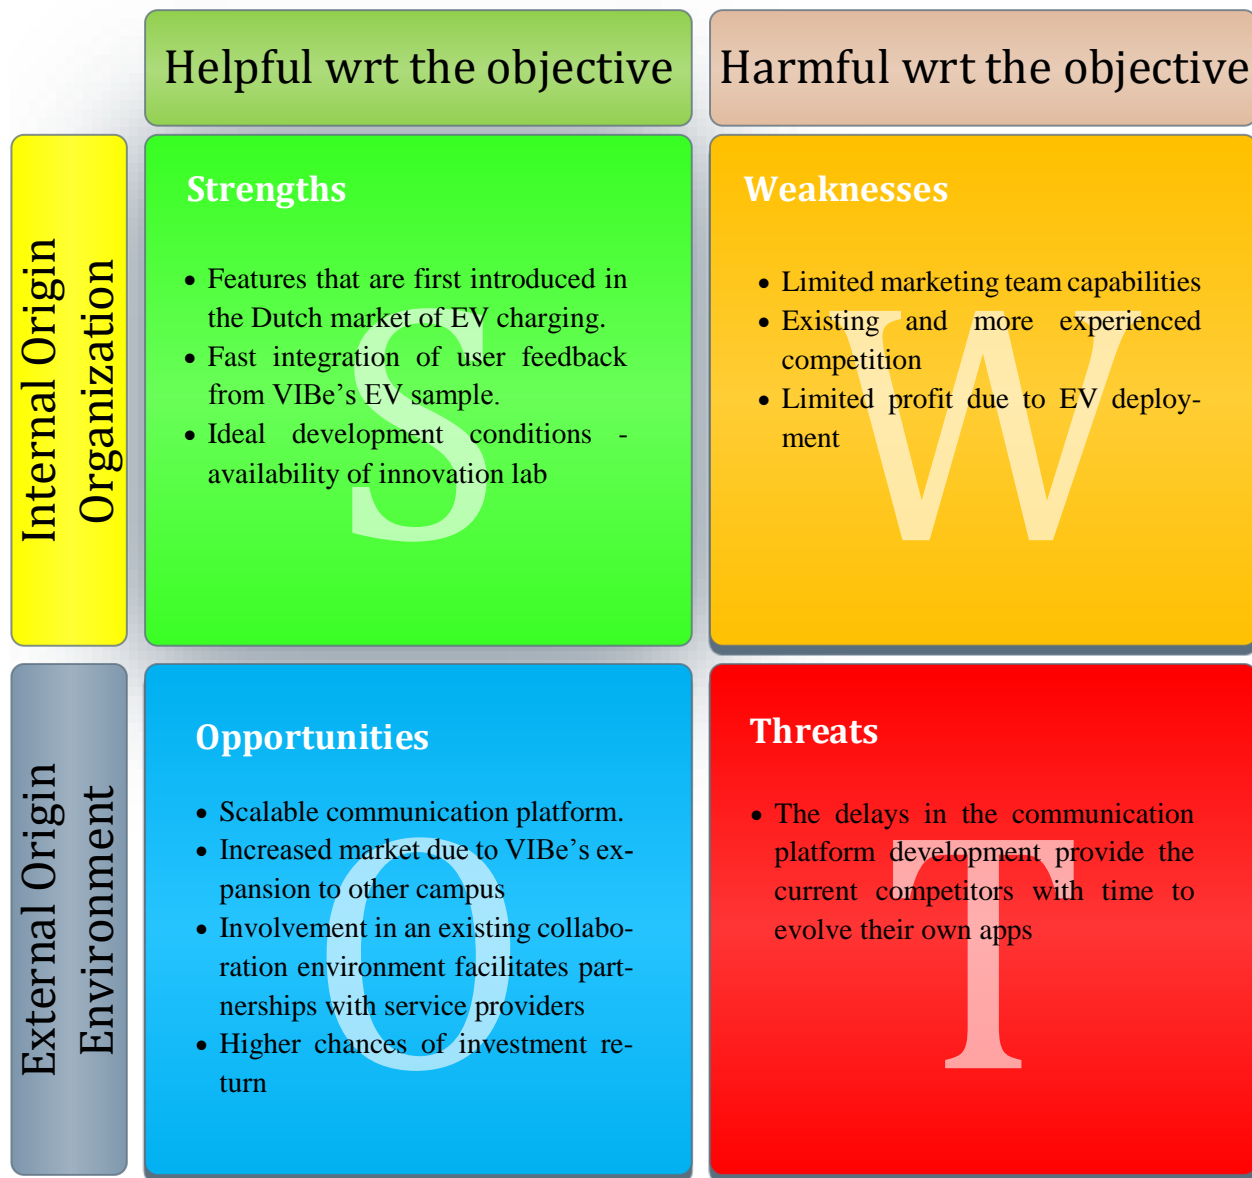 Helpful wrt the objective
Harmful wrt the objective
Internal Origin
Organization
Strengths
• Features that are first introduced in
the Dutch market of EV charging.
• Fast integration of user feedback
from VIBe’s EV sample.
• Ideal development conditions -
availability of innovation lab
S
Weaknesses
• Limited marketing team capabilities
• Existing and more experienced
competition
• Limited profit due to EV deploy-
ment
W
External Origin
Environment
Opportunities
• Scalable communication platform.
• Increased market due to VIBe’s ex-
pansion to other campus
• Involvement in an existing collabo-
ration environment facilitates part-
nerships with service providers
• Higher chances of investment re-
turn
O
Threats
• The delays in the communication
platform development provide the
current competitors with time to
evolve their own apps
T